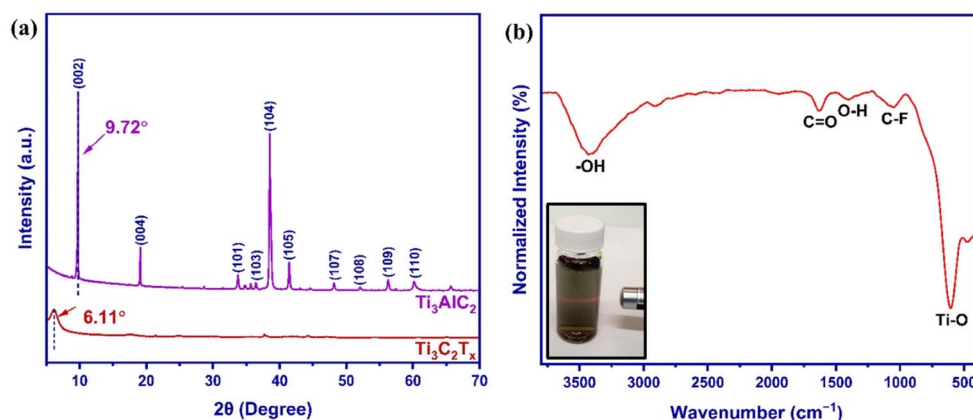 (a)
Intensity (a.u.)
(002)
9.72°
(004)
(101)
(103)
(104)
(105)
(107)
(108)
(109)
(110)
Ti₃AlC₂
6.11°
Ti₃C₂Tₓ
10 20 30 40 50 60 70
2θ (Degree)
(b)
Normalized Intensity (%)
-OH
C=O
O-H
C-F
Ti-O
3500 3000 2500 2000 1500 1000 500
Wavenumber (cm⁻¹)